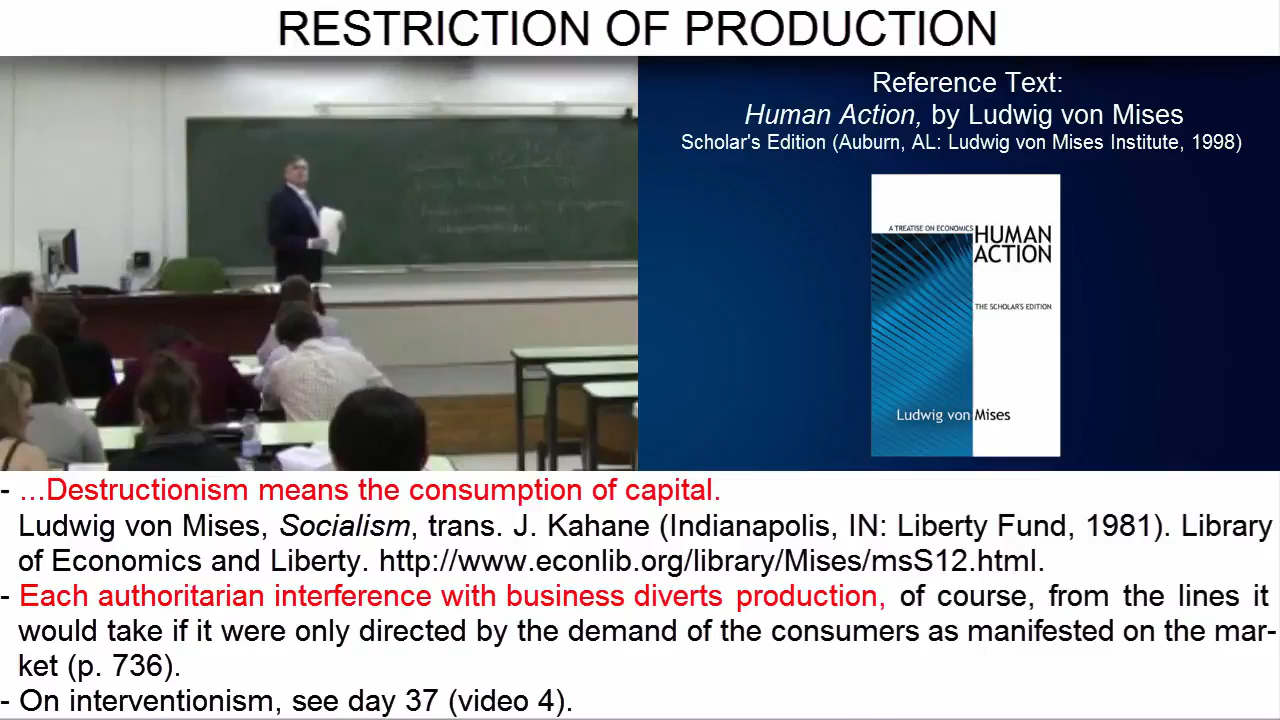 RESTRICTION OF PRODUCTION
Reference Text:
Human Action, by Ludwig von Mises
Scholar's Edition (Auburn, AL: Ludwig von Mises Institute, 1998)
A TREATISE ON ECONOMICS
HUMAN
ACTION
THE SCHOLAR'S EDITION
Ludwig von Mises
- ...Destructionism means the consumption of capital.
Ludwig von Mises, Socialism, trans. J. Kahane (Indianapolis, IN: Liberty Fund, 1981). Library
of Economics and Liberty. http://www.econlib.org/library/Mises/msS12.html.
- Each authoritarian interference with business diverts production, of course, from the lines it
would take if it were only directed by the demand of the consumers as manifested on the mar-
ket (p. 736).
- On interventionism, see day 37 (video 4).